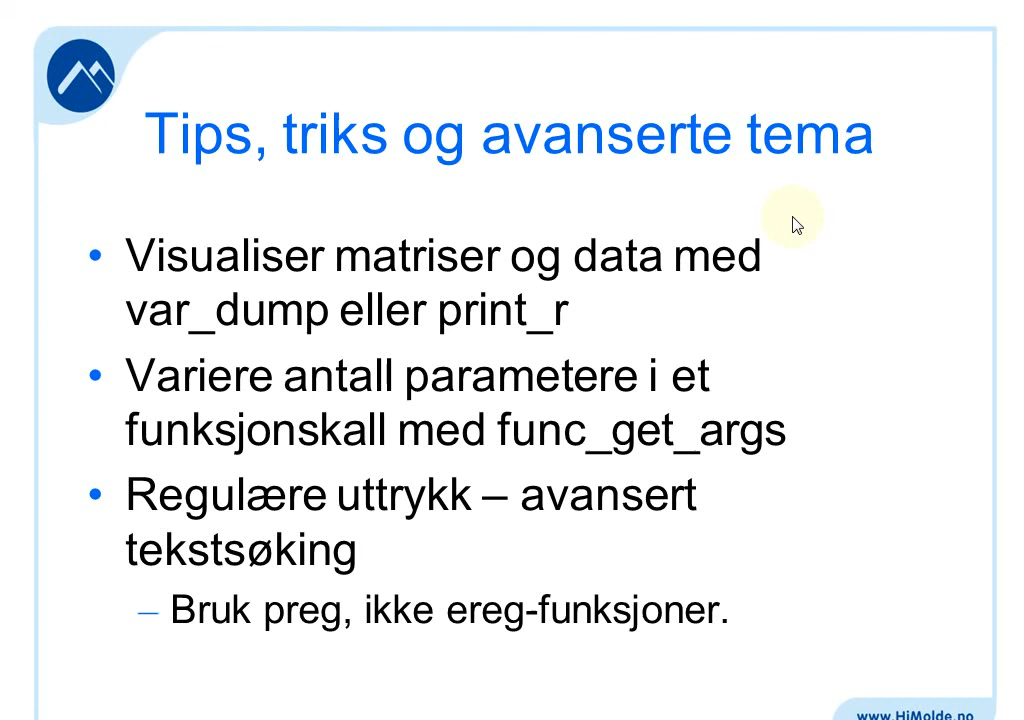 Tips, triks og avanserte tema
• Visualiser matriser og data med
var_dump eller print_r
• Variere antall parametere i et
funksjonskall med func_get_args
• Regulære uttrykk – avansert
tekstsøking
– Bruk preg, ikke ereg-funksjoner.
www.HiMolde.no